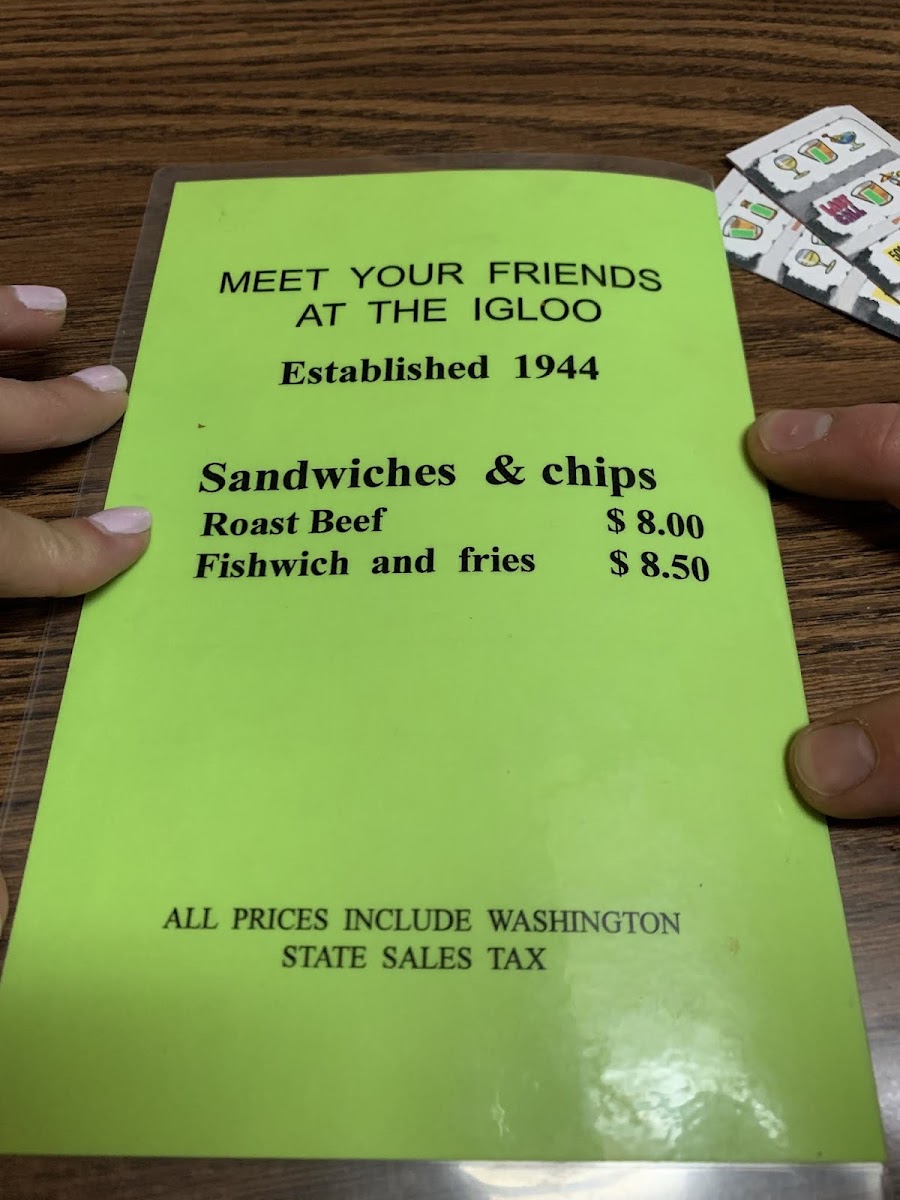 MEET YOUR FRIENDS
AT THE IGLOO
Established 1944
Sandwiches & chips
Roast Beef $ 8.00
Fishwich and fries $ 8.50
ALL PRICES INCLUDE WASHINGTON
STATE SALES TAX